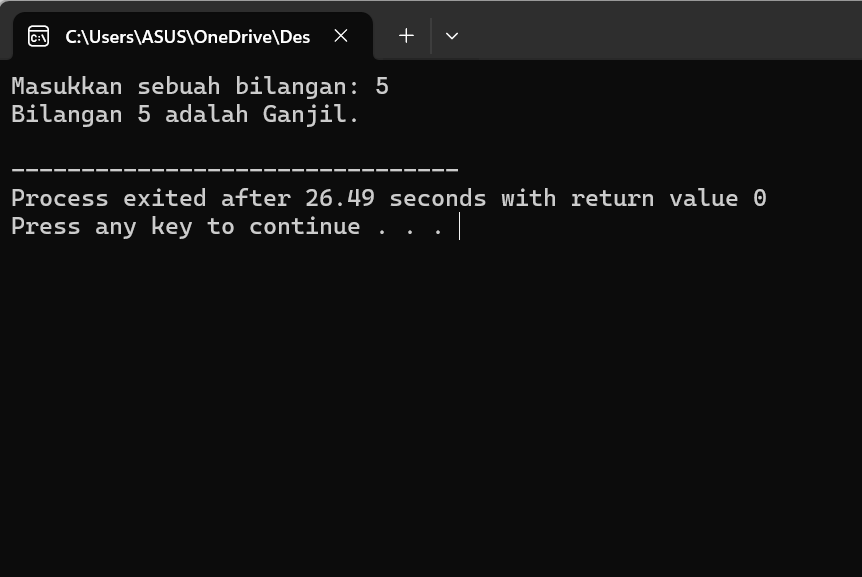 C:\Users\ASUS\OneDrive\Des
Masukkan sebuah bilangan: 5
Bilangan 5 adalah Ganjil.
--------------------------------
Process exited after 26.49 seconds with return value 0
Press any key to continue . . .